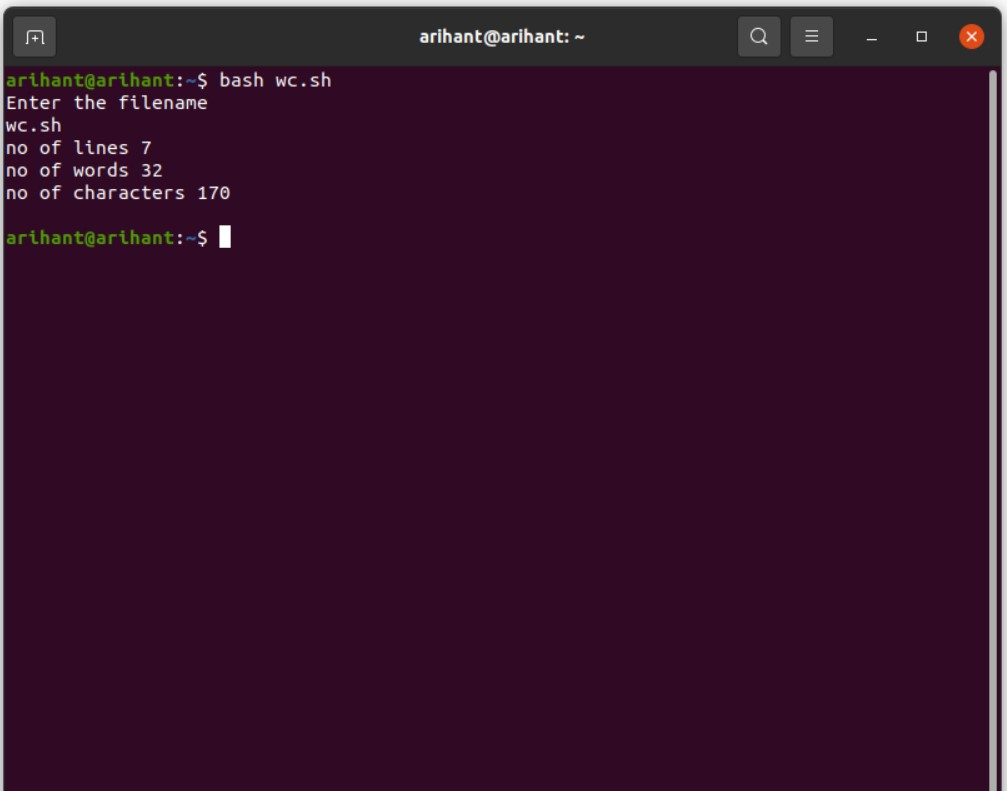 arihant@arihant: ~
arihant@arihant:~$ bash wc.sh
Enter the filename
wc.sh
no of lines 7
no of words 32
no of characters 170
arihant@arihant:~$